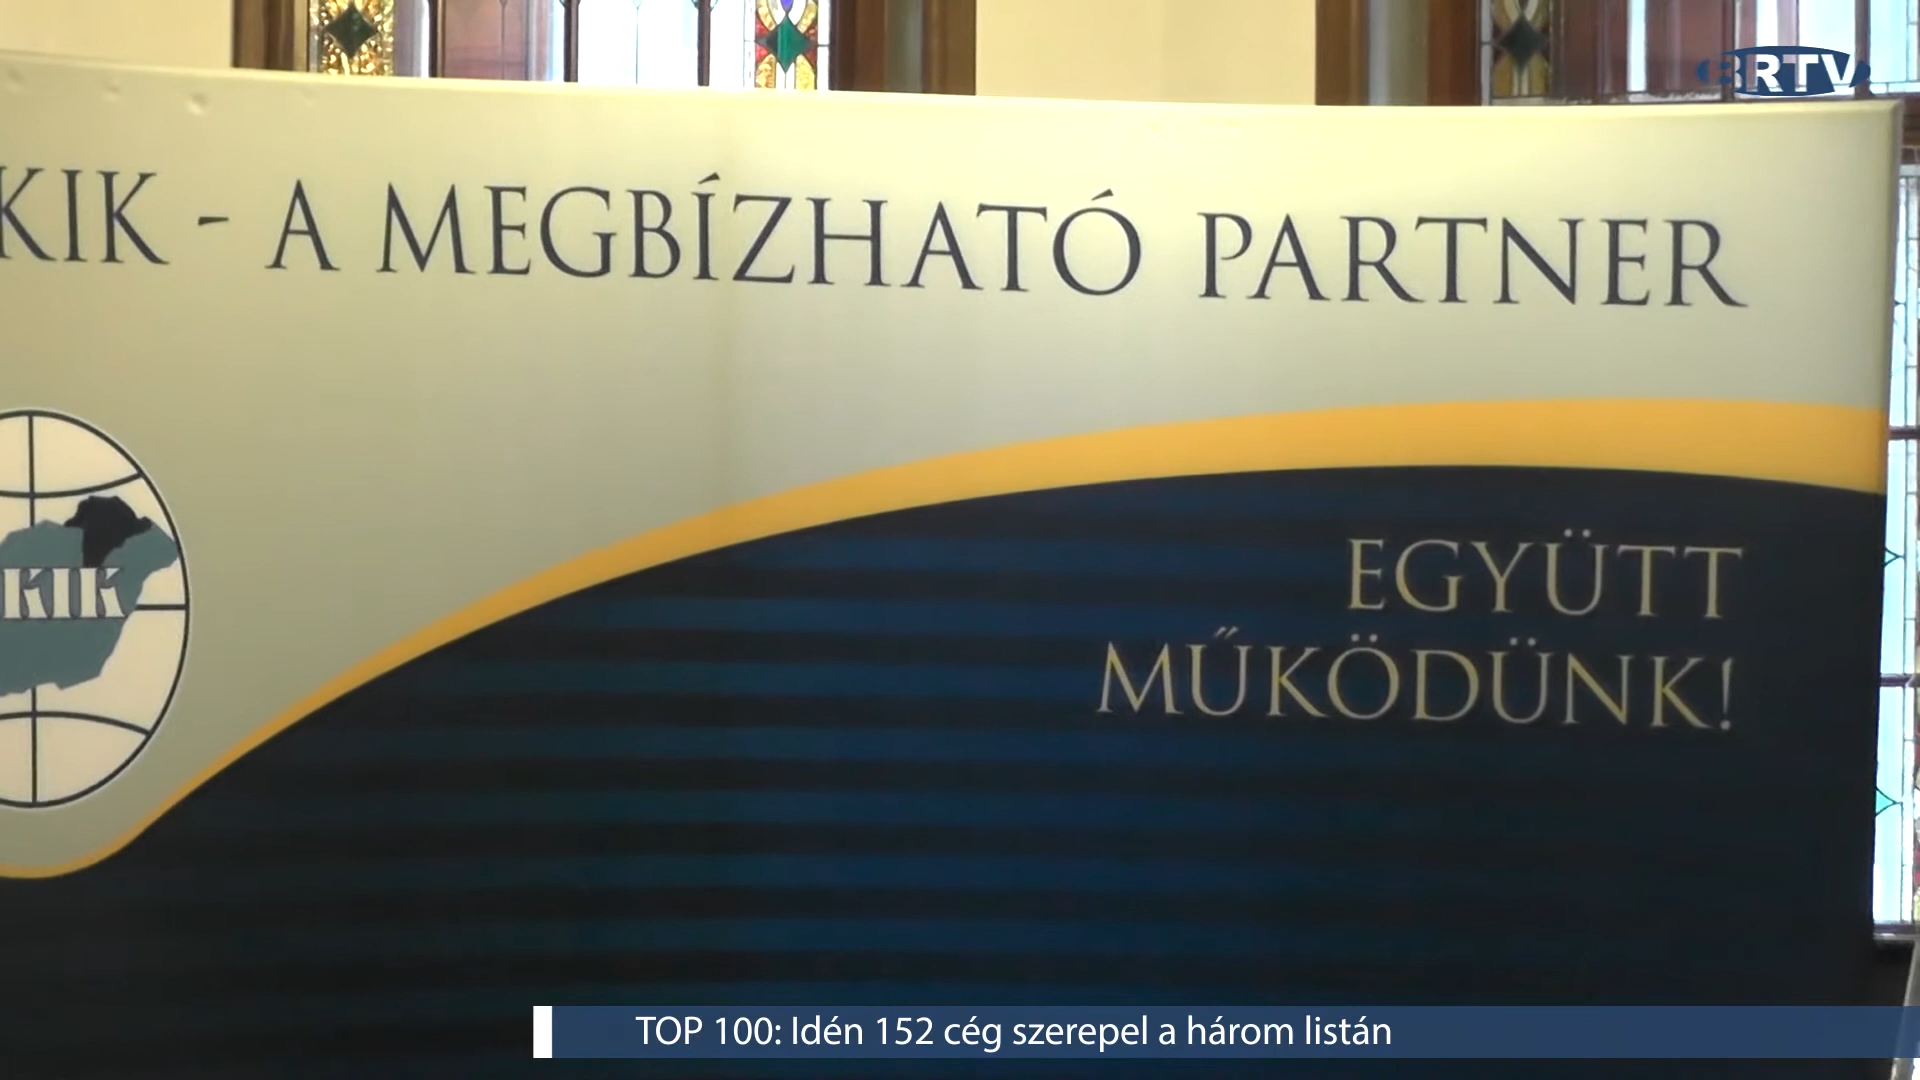 BRTV
KIK - A MEGBÍZHATÓ PARTNER
KIK
EGYÜTT
MŰKÖDÜNK!
TOP 100: Idén 152 cég szerepel a három listán